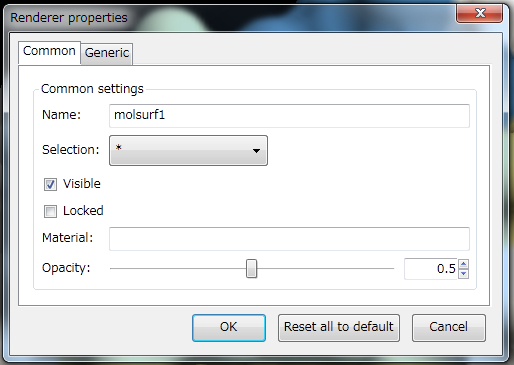 Renderer properties
Common Generic
Common settings
Name: molsurf1
Selection: *
Visible
Locked
Material:
Opacity: 0.5
OK Reset all to default Cancel